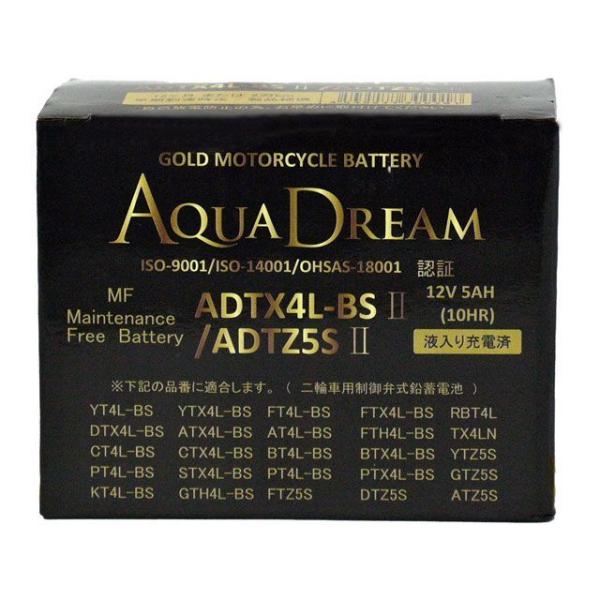 GOLD MOTORCYCLE BATTERY
AQUA DREAM
ISO-9001/ISO-14001/OHSAS-18001 認証
MF
Maintenance
Free Battery
ADTX4L-BS II
/ADTZ5S II
12V 5AH
(10HR)
液入り充電済
※下記の品番に適合します。( 二輪車用制御弁式鉛蓄電池 )
YT4L-BS YTX4L-BS FT4L-BS FTX4L-BS RBT4L
DTX4L-BS ATX4L-BS AT4L-BS FTH4L-BS TX4LN
CT4L-BS CTX4L-BS BT4L-BS BTX4L-BS YTZ5S
PT4L-BS STX4L-BS PT4L-BS PTX4L-BS GTZ5S
KT4L-BS GTH4L-BS FTZ5S DTZ5S ATZ5S